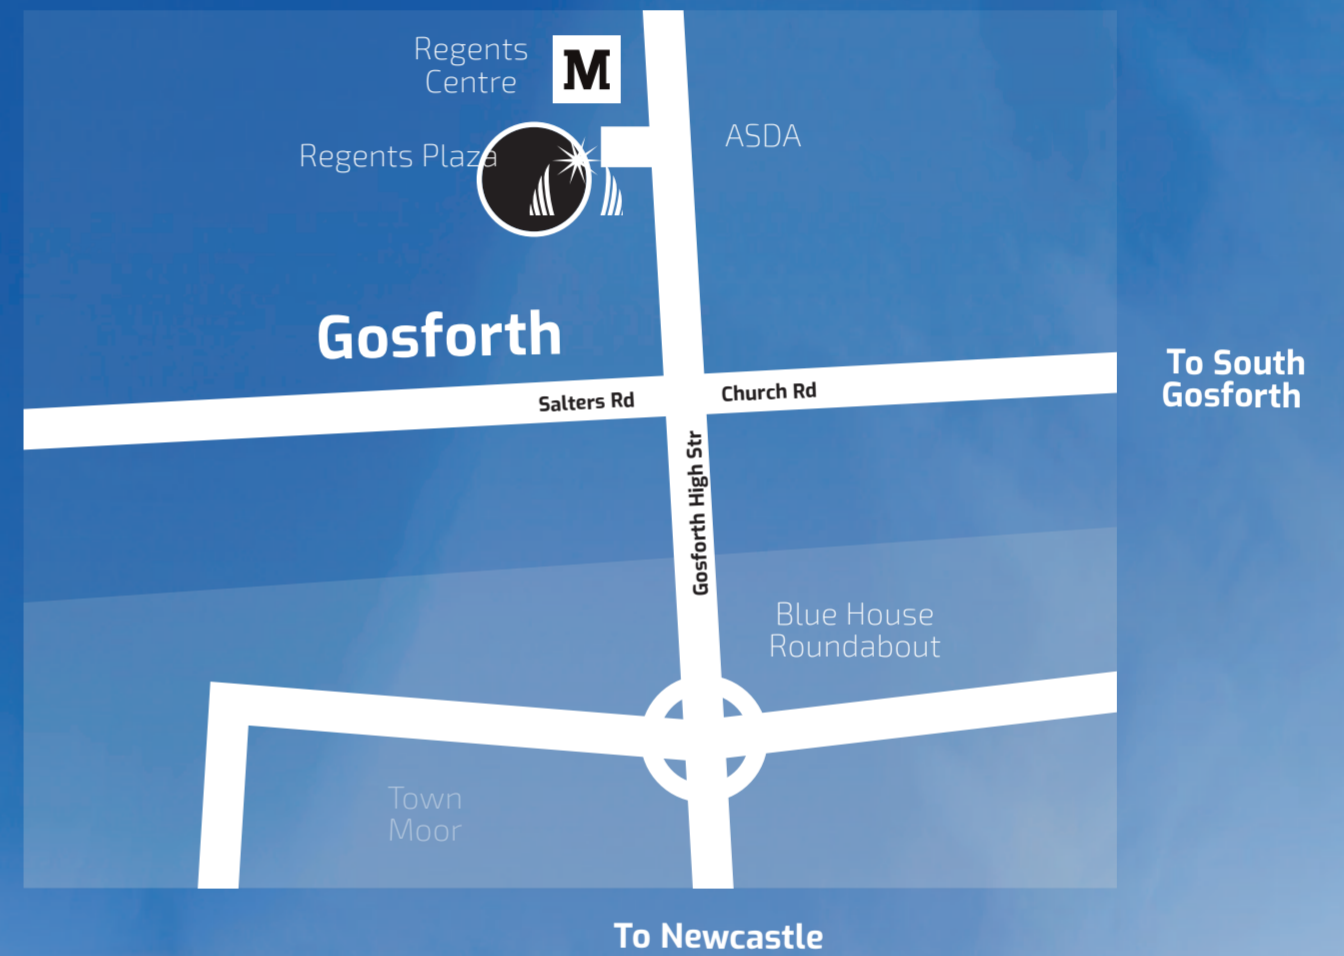 Regents
Centre
M
Regents Plaza
ASDA
Gosforth
To South
Gosforth
Salters Rd
Church Rd
Gosforth High Str
Blue House
Roundabout
Town
Moor
To Newcastle